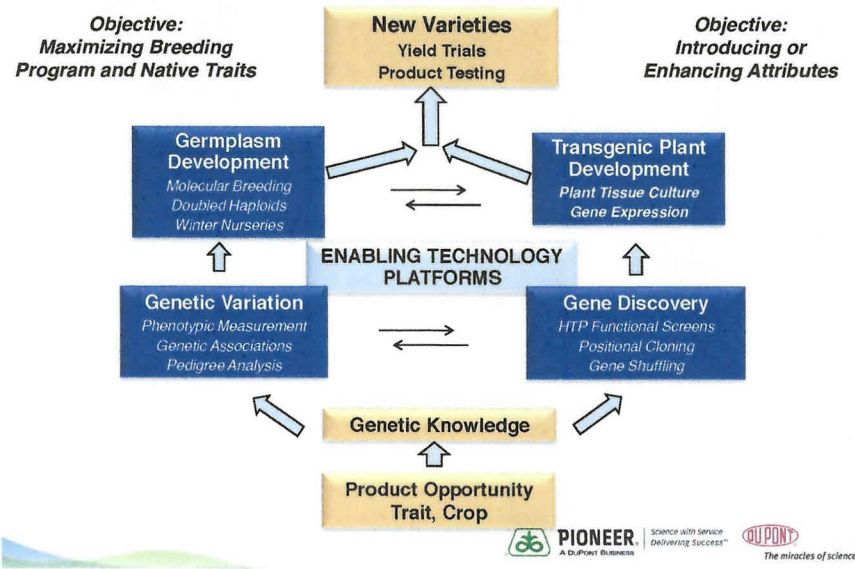 Objective:
Maximizing Breeding
Program and Native Traits
New Varieties
Yield Trials
Product Testing
Objective:
Introducing or
Enhancing Attributes
Germplasm
Development
Molecular Breeding
Doubled Haploids
Winter Nurseries
Transgenic Plant
Development
Plant Tissue Culture
Gene Expression
ENABLING TECHNOLOGY
PLATFORMS
Genetic Variation
Phenotypic Measurement
Genetic Associations
Pedigree Analysis
Gene Discovery
HTP Functional Screens
Positional Cloning
Gene Shuffling
Genetic Knowledge
Product Opportunity
Trait, Crop
PIONEER.
A DUPONT BUSINESS
Science with Service
Delivering Success™
DUPONT
The miracles of science